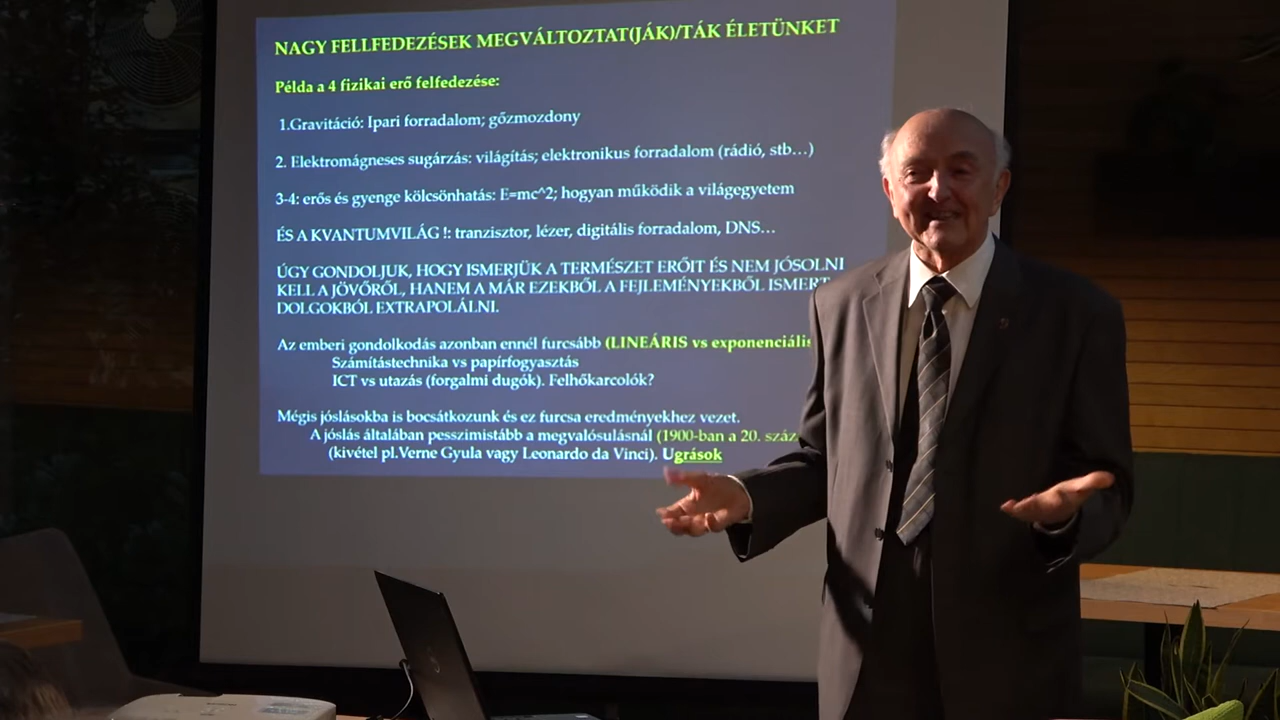 NAGY FELLFEDEZÉSEK MEGVÁLTOZTAT(JÁK)/TÁK ÉLETÜNKET
Példa a 4 fizikai erő felfedezése:
1.Gravitáció: Ipari forradalom; gőzmozdony
2. Elektromágneses sugárzás: világítás; elektronikus forradalom (rádió, stb…)
3-4: erős és gyenge kölcsönhatás: E=mc^2; hogyan működik a világegyetem
ÉS A KVANTUMVILÁG !: tranzisztor, lézer, digitális forradalom, DNS…
ÚGY GONDOLJUK, HOGY ISMERJÜK A TERMÉSZET ERŐIT ÉS NEM JÓSOLNI
KELL A JÖVŐRŐL, HANEM A MÁR EZEKBŐL A FEJLEMÉNYEKBŐL ISMERT
DOLGOKBÓL EXTRAPOLÁLNI.
Az emberi gondolkodás azonban ennél furcsább (LINEÁRIS vs exponenciális
Számítástechnika vs papírfogyasztás
ICT vs utazás (forgalmi dugók). Felhőkarcolók?
Mégis jóslásokba is bocsátkozunk és ez furcsa eredményekhez vezet.
A jóslás általában pesszimistább a megvalósulásnál (1900-ban a 20. száz
(kivétel pl.Verne Gyula vagy Leonardo da Vinci). Ugrások